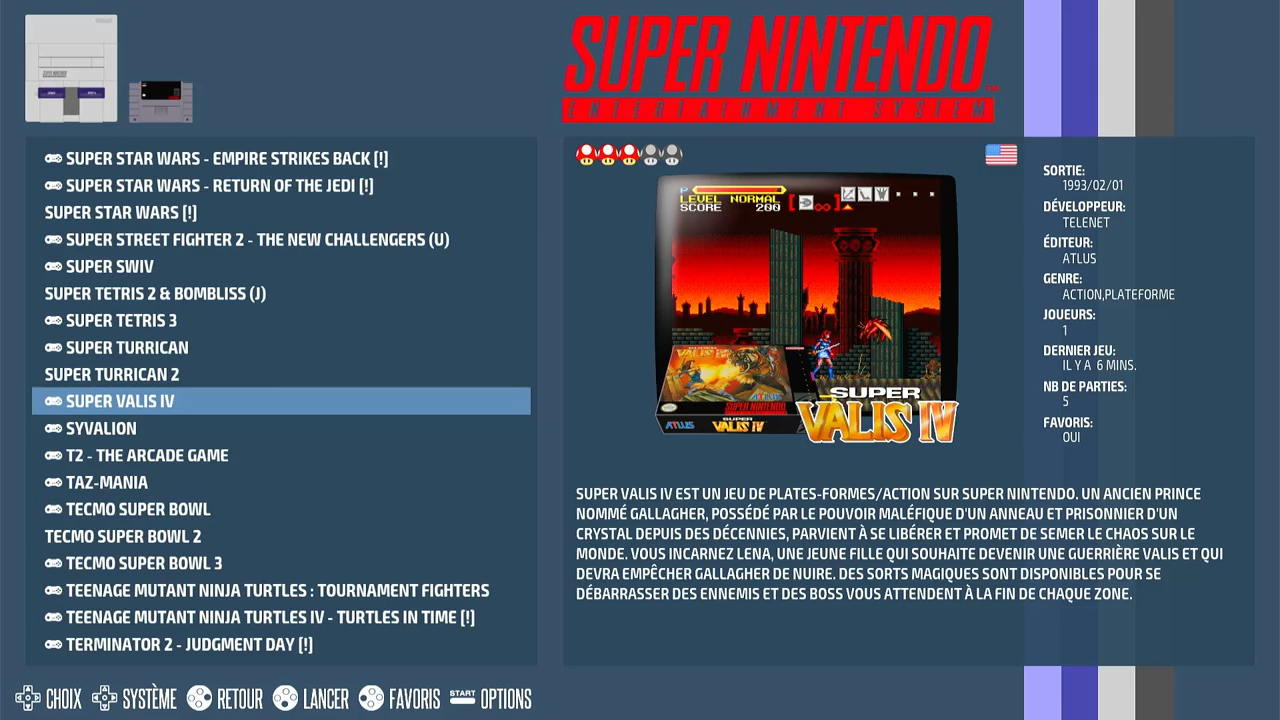 SUPER NINTENDO™
ENTERTAINMENT SYSTEM
SUPER STAR WARS - EMPIRE STRIKES BACK [!]
SUPER STAR WARS - RETURN OF THE JEDI [!]
SUPER STAR WARS [!]
SUPER STREET FIGHTER 2 - THE NEW CHALLENGERS (U)
SUPER SWIV
SUPER TETRIS 2 & BOMBLISS (J)
SUPER TETRIS 3
SUPER TURRICAN
SUPER TURRICAN 2
SUPER VALIS IV
SYVALION
T2 - THE ARCADE GAME
TAZ-MANIA
TECMO SUPER BOWL
TECMO SUPER BOWL 2
TECMO SUPER BOWL 3
TEENAGE MUTANT NINJA TURTLES : TOURNAMENT FIGHTERS
TEENAGE MUTANT NINJA TURTLES IV - TURTLES IN TIME [!]
TERMINATOR 2 - JUDGMENT DAY [!]
P
LEVEL NORMAL
SCORE 200
VALIS IV
SUPER NINTENDO
ATLUS
SUPER
VALIS IV
SUPER
VALIS IV
SORTIE:
1993/02/01
DÉVELOPPEUR:
TELENET
ÉDITEUR:
ATLUS
GENRE:
ACTION,PLATEFORME
JOUEURS:
1
DERNIER JEU:
IL Y A 6 MINS.
NB DE PARTIES:
5
FAVORIS:
OUI
SUPER VALIS IV EST UN JEU DE PLATES-FORMES/ACTION SUR SUPER NINTENDO. UN ANCIEN PRINCE
NOMMÉ GALLAGHER, POSSÉDÉ PAR LE POUVOIR MALÉFIQUE D'UN ANNEAU ET PRISONNIER D'UN
CRYSTAL DEPUIS DES DÉCENNIES, PARVIENT À SE LIBÉRER ET PROMET DE SEMER LE CHAOS SUR LE
MONDE. VOUS INCARNEZ LENA, UNE JEUNE FILLE QUI SOUHAITE DEVENIR UNE GUERRIÈRE VALIS ET QUI
DEVRA EMPÊCHER GALLAGHER DE NUIRE. DES SORTS MAGIQUES SONT DISPONIBLES POUR SE
DÉBARRASSER DES ENNEMIS ET DES BOSS VOUS ATTENDENT À LA FIN DE CHAQUE ZONE.
CHOIX SYSTÈME RETOUR LANCER FAVORIS START OPTIONS